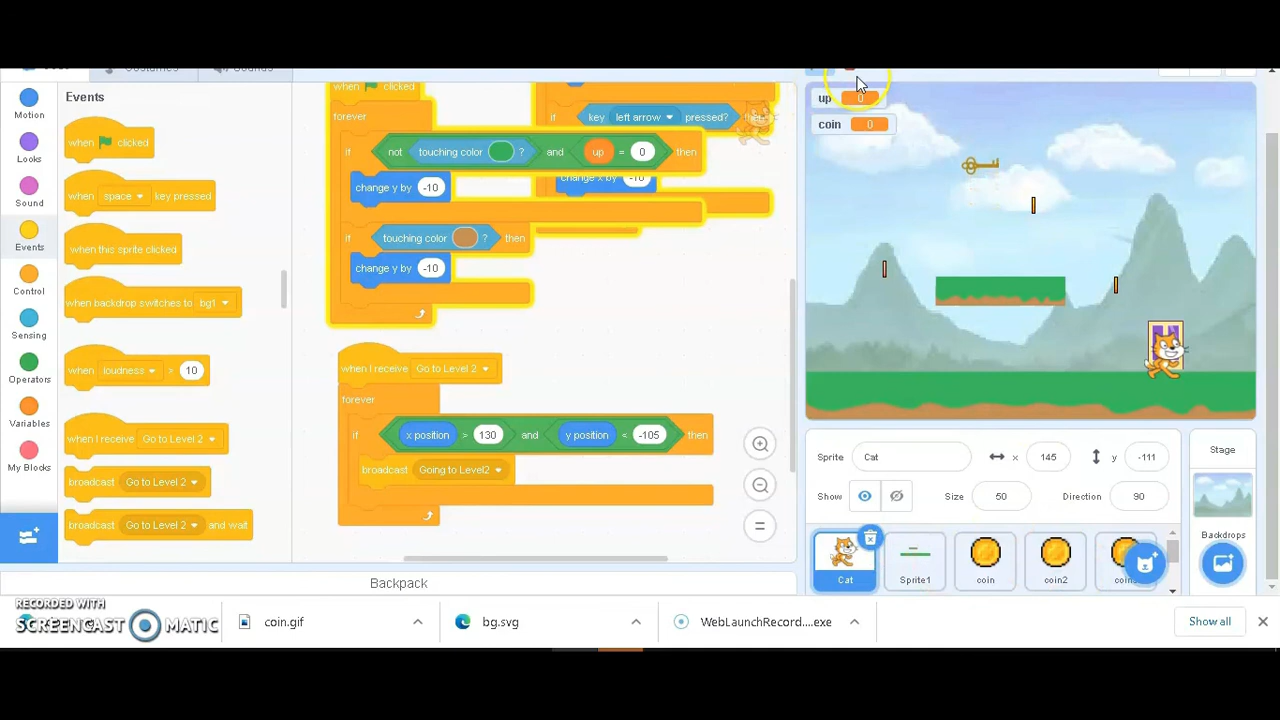 Costumes
Sounds
Motion
Looks
Sound
Events
Control
Sensing
Operators
Variables
My Blocks
Events
when clicked
when space key pressed
when this sprite clicked
when backdrop switches to bg1
when loudness > 10
when I receive Go to Level 2
broadcast Go to Level 2
broadcast Go to Level 2 and wait
when clicked
forever
if not touching color ? and up = 0 then
change y by -10
if touching color ? then
change y by -10
if key left arrow pressed? then
change x by -10
when I receive Go to Level 2
forever
if x position > 130 and y position < -105 then
broadcast Going to Level2
Backpack
up 0
coin 0
Sprite Cat x 145 y -111
Show Size 50 Direction 90
Cat
Sprite1
coin
coin2
Stage
Backdrops
RECORDED WITH
SCREENCAST MATIC
coin.gif
bg.svg
WebLaunchRecord....exe
Show all